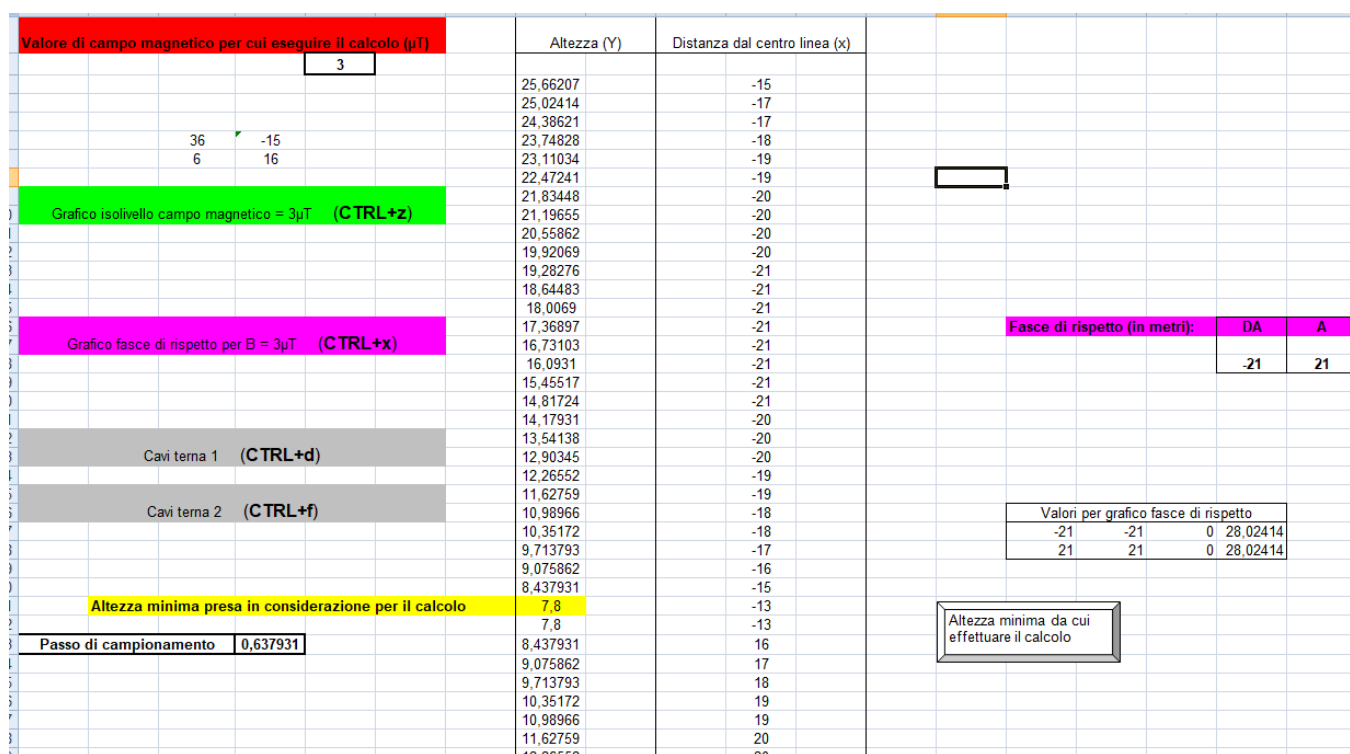 Valore di campo magnetico per cui eseguire il calcolo (µT) Altezza (Y) Distanza dal centro linea (x)
3
25,66207 -15
25,02414 -17
24,38621 -17
36 -15 23,74828 -18
6 16 23,11034 -19
22,47241 -19
21,83448 -20
Grafico isolivello campo magnetico = 3µT (CTRL+z) 21,19655 -20
20,55862 -20
19,92069 -20
19,28276 -21
18,64483 -21
18,0069 -21
17,36897 -21 Fasce di rispetto (in metri): DA A
Grafico fasce di rispetto per B = 3µT (CTRL+x) 16,73103 -21
16,0931 -21 -21 21
15,45517 -21
14,81724 -21
14,17931 -20
13,54138 -20
Cavi terna 1 (CTRL+d) 12,90345 -20
12,26552 -19
11,62759 -19
Cavi terna 2 (CTRL+f) 10,98966 -18 Valori per grafico fasce di rispetto
10,35172 -18 -21 -21 0 28,02414
9,713793 -17 21 21 0 28,02414
9,075862 -16
8,437931 -15
Altezza minima presa in considerazione per il calcolo 7,8 -13
7,8 -13 Altezza minima da cui
effettuare il calcolo
Passo di campionamento 0,637931 8,437931 16
9,075862 17
9,713793 18
10,35172 19
10,98966 19
11,62759 20